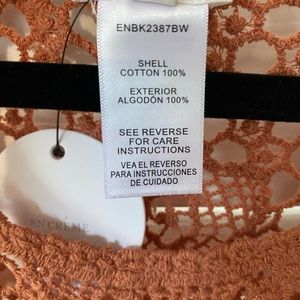 ENBK2387BW
SHELL
COTTON 100%
EXTERIOR
ALGODÓN 100%
SEE REVERSE
FOR CARE
INSTRUCTIONS
VEA EL REVERSO
PARA INSTRUCCIONES
DE CUIDADO
EN CRÈME